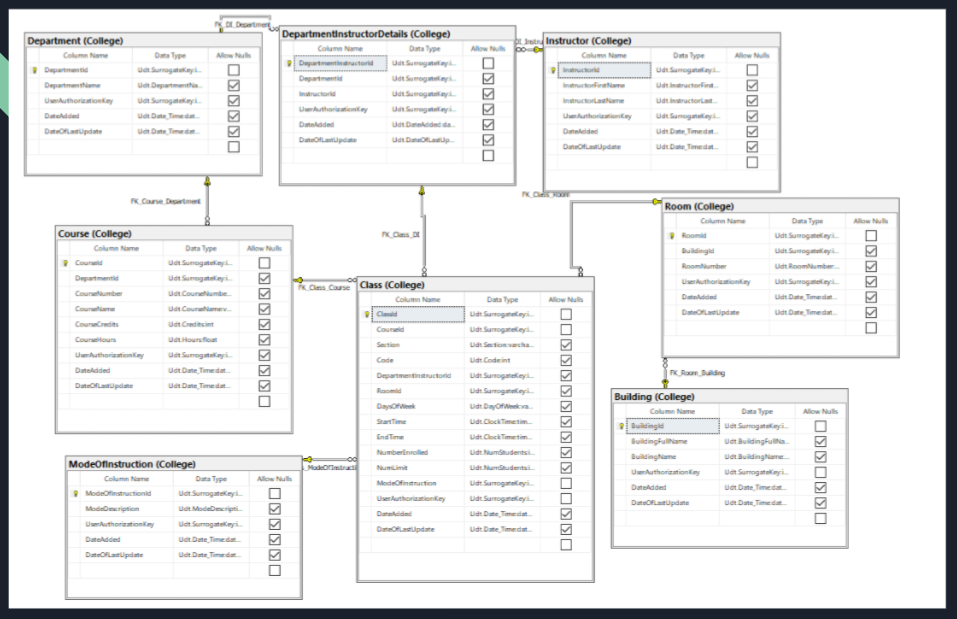 FK_DI_Department
Department (College)
Column Name Data Type Allow Nulls
DepartmentId Udt.SurrogateKey:i...
DepartmentName Udt.DepartmentNa...
UserAuthorizationKey Udt.SurrogateKey:i...
DateAdded Udt.Date_Time:dat...
DateOfLastUpdate Udt.Date_Time:dat...
DepartmentInstructorDetails (College)
Column Name Data Type Allow Nulls
DepartmentInstructorId Udt.SurrogateKey:i...
DepartmentId Udt.SurrogateKey:i...
InstructorId Udt.SurrogateKey:i...
UserAuthorizationKey Udt.SurrogateKey:i...
DateAdded Udt.DateAdded:da...
DateOfLastUpdate Udt.DateOfLastUp...
DI_Instru
Instructor (College)
Column Name Data Type Allow Nulls
InstructorId Udt.SurrogateKey:i...
InstructorFirstName Udt.InstructorFirst...
InstructorLastName Udt.InstructorLast...
UserAuthorizationKey Udt.SurrogateKey:i...
DateAdded Udt.Date_Time:dat...
DateOfLastUpdate Udt.Date_Time:dat...
FK_Course_Department
FK_Class_DI
FK_Class_Room
Course (College)
Column Name Data Type Allow Nulls
CourseId Udt.SurrogateKey:i...
DepartmentId Udt.SurrogateKey:i...
CourseNumber Udt.CourseNumbe...
CourseName Udt.CourseName:v...
CourseCredits Udt.Credits:int
CourseHours Udt.Hours:float
UserAuthorizationKey Udt.SurrogateKey:i...
DateAdded Udt.Date_Time:dat...
DateOfLastUpdate Udt.Date_Time:dat...
FK_Class_Course
Class (College)
Column Name Data Type Allow Nulls
ClassId Udt.SurrogateKey:i...
CourseId Udt.SurrogateKey:i...
Section Udt.Section:varcha...
Code Udt.Code:int
DepartmentInstructorId Udt.SurrogateKey:i...
RoomId Udt.SurrogateKey:i...
DaysOfWeek Udt.DayOfWeek:va...
StartTime Udt.ClockTime:tim...
EndTime Udt.ClockTime:tim...
NumberEnrolled Udt.NumStudents:i...
NumLimit Udt.NumStudents:i...
ModeOfInstruction Udt.SurrogateKey:i...
UserAuthorizationKey Udt.SurrogateKey:i...
DateAdded Udt.Date_Time:dat...
DateOfLastUpdate Udt.Date_Time:dat...
Room (College)
Column Name Data Type Allow Nulls
RoomId Udt.SurrogateKey:i...
BuildingId Udt.SurrogateKey:i...
RoomNumber Udt.RoomNumber:...
UserAuthorizationKey Udt.SurrogateKey:i...
DateAdded Udt.Date_Time:dat...
DateOfLastUpdate Udt.Date_Time:dat...
FK_Room_Building
Building (College)
Column Name Data Type Allow Nulls
BuildingId Udt.SurrogateKey:i...
BuildingFullName Udt.BuildingFullNa...
BuildingName Udt.BuildingName:...
UserAuthorizationKey Udt.SurrogateKey:i...
DateAdded Udt.Date_Time:dat...
DateOfLastUpdate Udt.Date_Time:dat...
ModeOfInstruction (College)
Column Name Data Type Allow Nulls
ModeOfInstructionId Udt.SurrogateKey:i...
ModeDescription Udt.ModeDescripti...
UserAuthorizationKey Udt.SurrogateKey:i...
DateAdded Udt.Date_Time:dat...
DateOfLastUpdate Udt.Date_Time:dat...